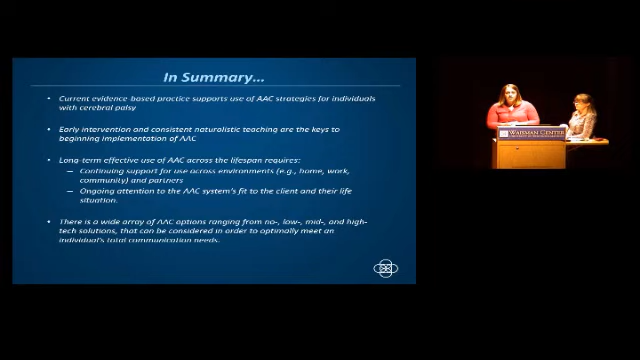 In Summary...
• Current evidence-based practice supports use of AAC strategies for individuals
with cerebral palsy
• Early intervention and consistent naturalistic teaching are the keys to
beginning implementation of AAC
• Long-term effective use of AAC across the lifespan requires:
– Continuing support for use across environments (e.g., home, work,
community) and partners
– Ongoing attention to the AAC system's fit to the client and their life
situation.
• There is a wide array of AAC options ranging from no-, low-, mid-, and high-
tech solutions, that can be considered in order to optimally meet an
individual's total communication needs.
WAISMAN CENTER